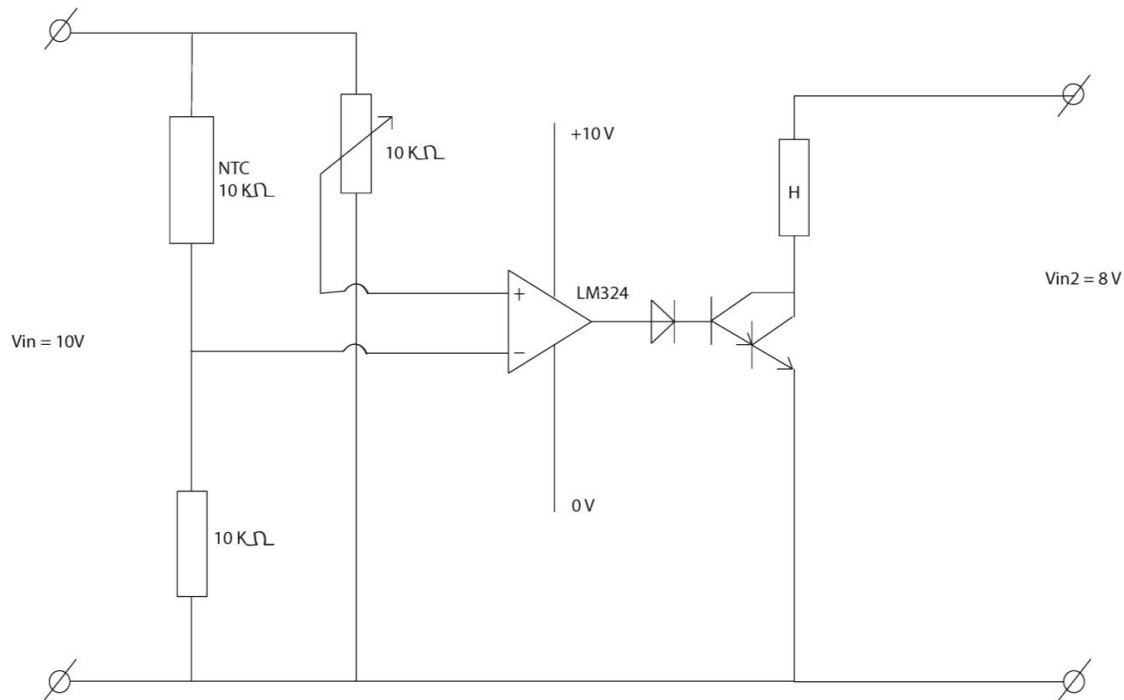 +10 V
10 KΩ
NTC
10 KΩ
H
+
LM324
Vin2 = 8 V
Vin = 10V
−
0 V
10 KΩ